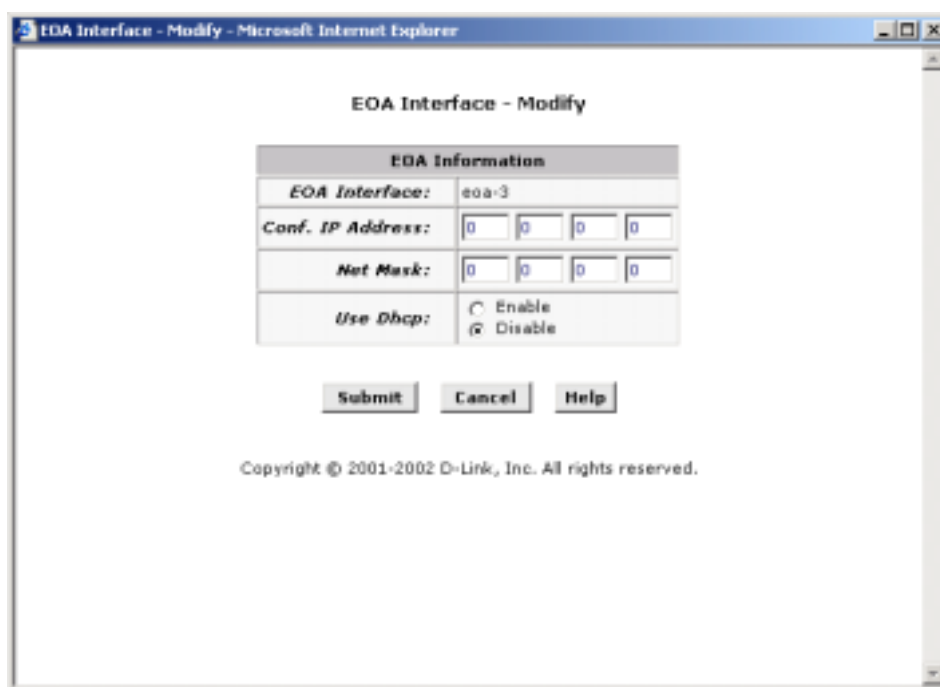 EOA Interface - Modify - Microsoft Internet Explorer
EOA Interface - Modify
EOA Information
EOA Interface: eoa-3
Conf. IP Address: 0 0 0 0
Net Mask: 0 0 0 0
Use Dhcp: Enable
Disable
Submit Cancel Help
Copyright © 2001-2002 D-Link, Inc. All rights reserved.